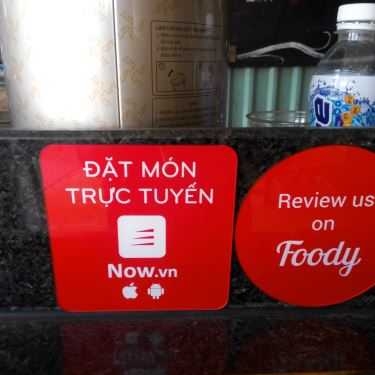 ĐẶT MÓN
TRỰC TUYẾN
Now.vn
Review us
on
Foody